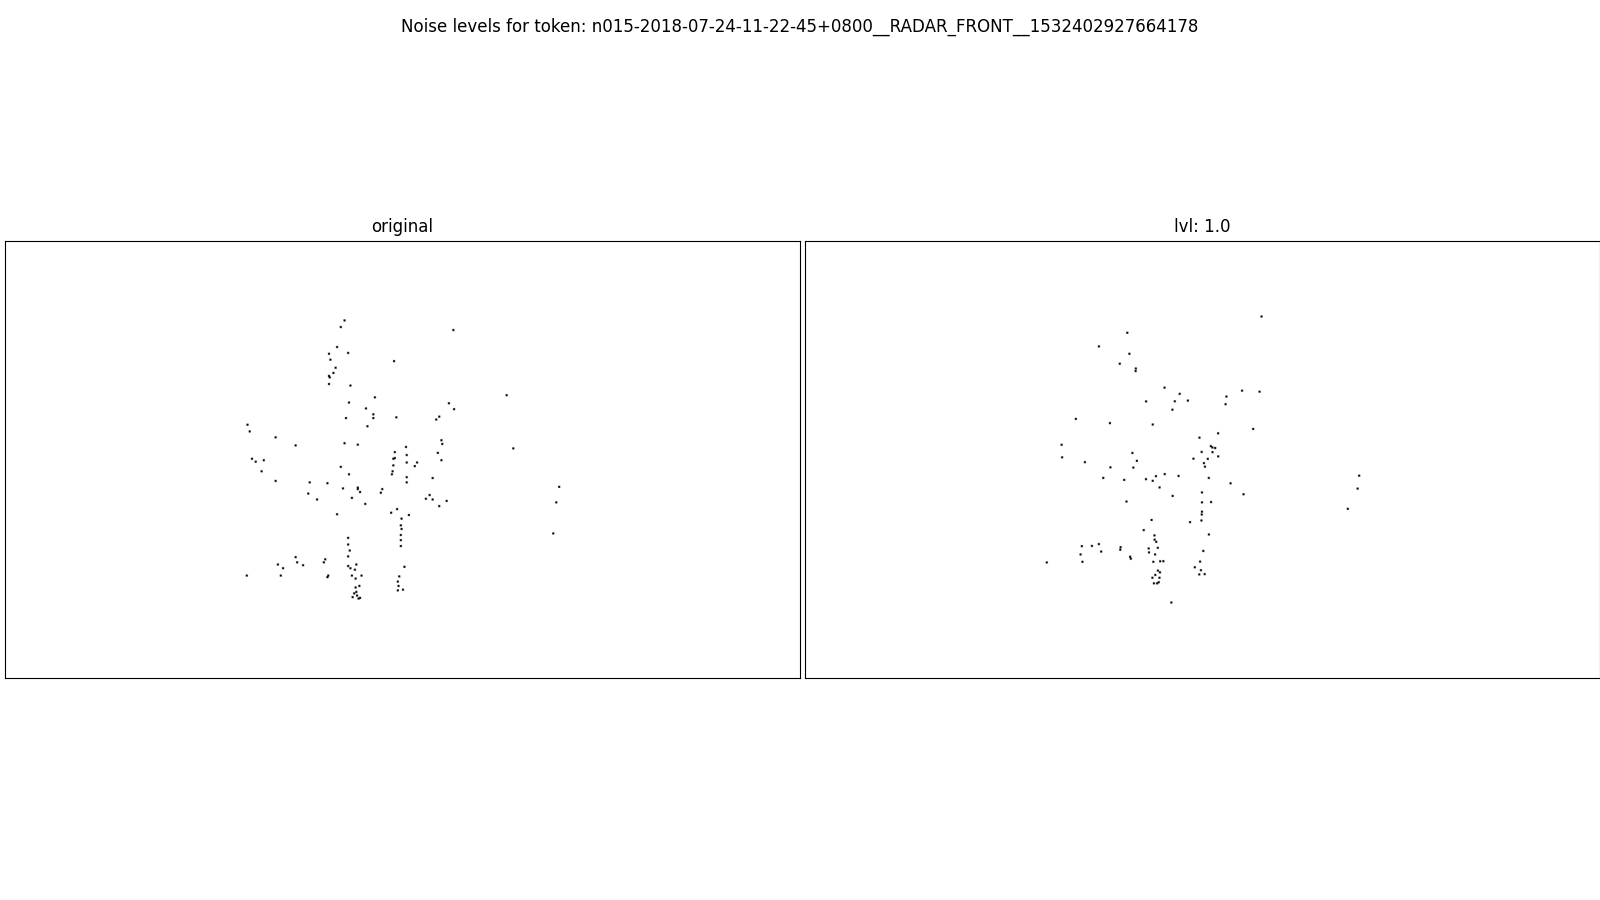 Noise levels for token: n015-2018-07-24-11-22-45+0800__RADAR_FRONT__1532402927664178
original
lvl: 1.0